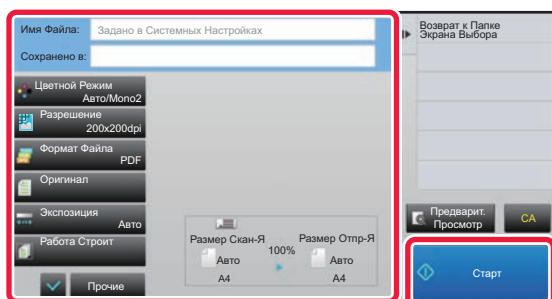 Имя Файла: Задано в Системных Настройках
Сохранено в:
Цветной Режим
Авто/Mono2
Разрешение
200x200dpi
Формат Файла
PDF
Оригинал
Экспозиция
Авто
Работа Строит
Прочие
Размер Скан-Я
100%
Размер Отпр-Я
Авто
Авто
A4
A4
Возврат к Папке
Экрана Выбора
Предварит.
Просмотр
CA
Старт